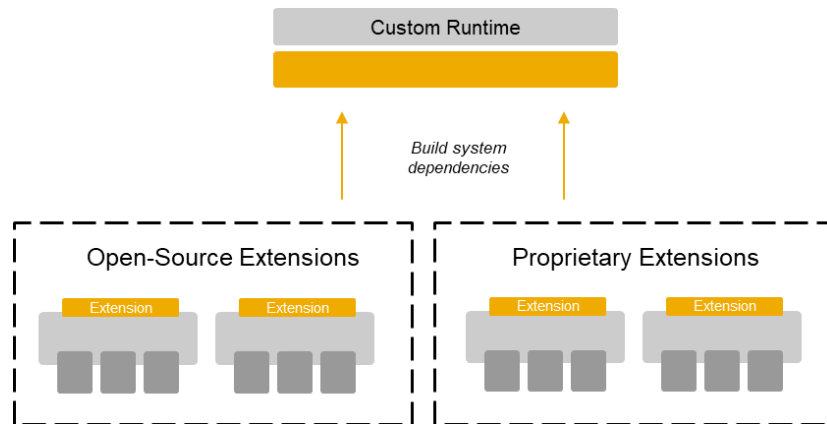 Custom Runtime
Build system
dependencies
Open-Source Extensions
Proprietary Extensions
Extension
Extension
Extension
Extension